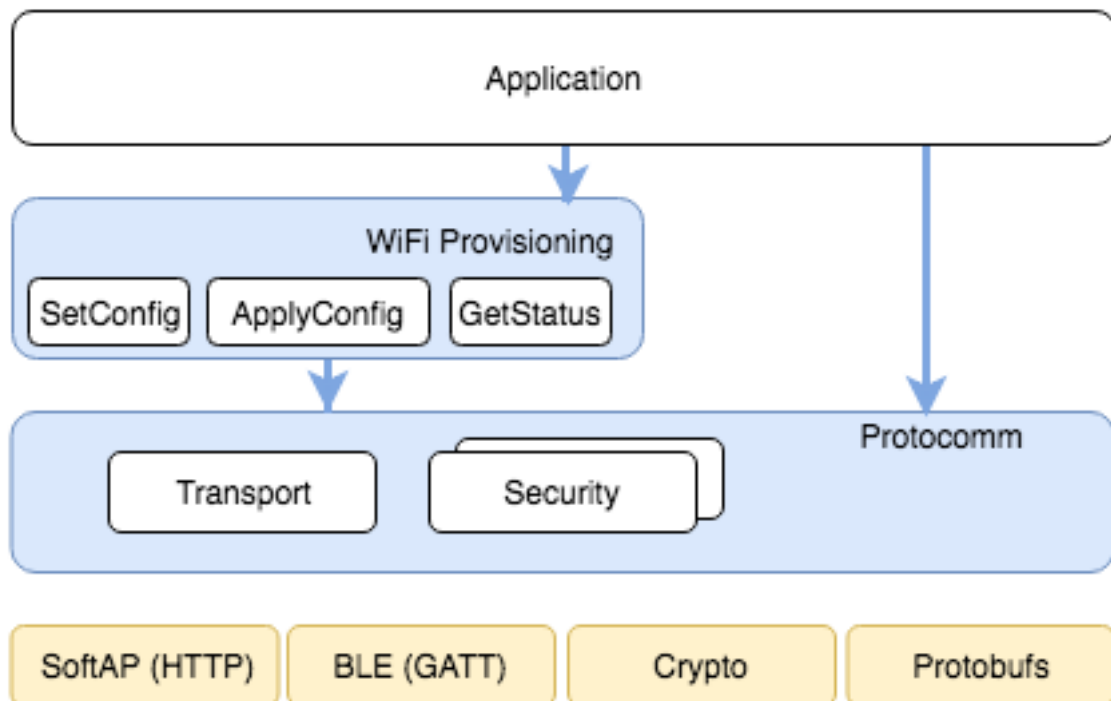 Application
WiFi Provisioning
SetConfig
ApplyConfig
GetStatus
Protocomm
Transport
Security
SoftAP (HTTP)
BLE (GATT)
Crypto
Protobufs